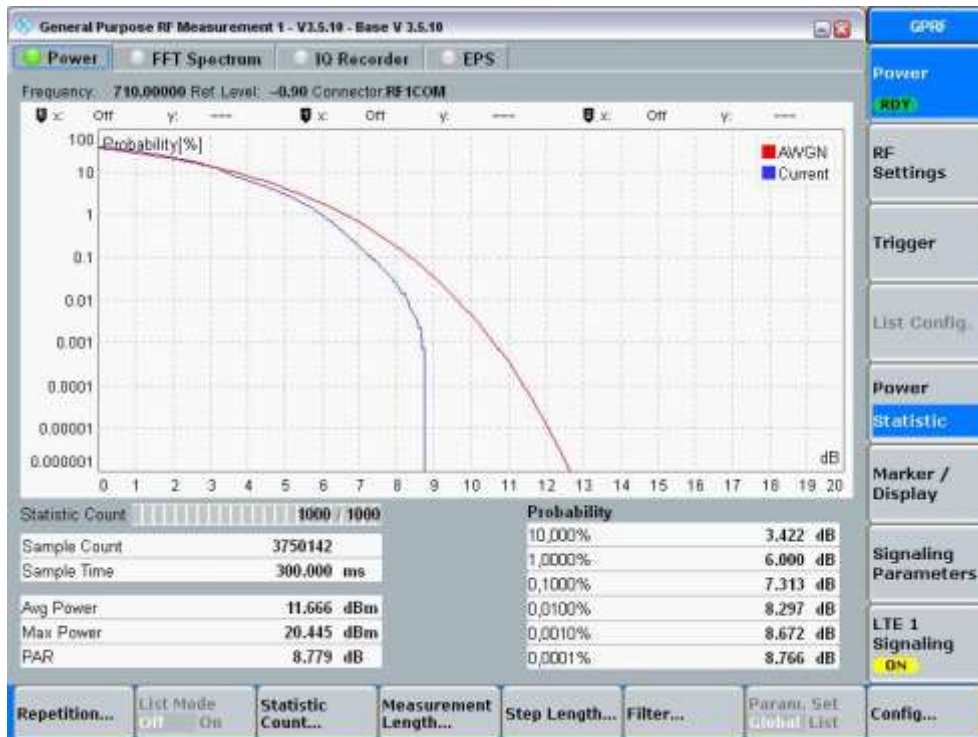 General Purpose RF Measurement 1 - V3.5.10 - Base V 3.5.10
GPRF
Power FFT Spectrum IQ Recorder EPS
Frequency: 710.00000 Ref. Level: -0.90 Connector:RF1COM
x: Off y: --- x: Off y: --- x: Off y: ---
Probability[%]
AWGN
Current
100
10
1
0.1
0.01
0.001
0.0001
0.00001
0.000001
dB
0 1 2 3 4 5 6 7 8 9 10 11 12 13 14 15 16 17 18 19 20
Statistic Count 1000 / 1000
Sample Count 3750142
Sample Time 300.000 ms
Avg Power 11.666 dBm
Max Power 20.445 dBm
PAR 8.779 dB
Probability
10,000% 3.422 dB
1,0000% 6.000 dB
0,1000% 7.313 dB
0,0100% 8.297 dB
0,0010% 8.672 dB
0,0001% 8.766 dB
Power
RDY
RF
Settings
Trigger
List Config.
Power
Statistic
Marker /
Display
Signaling
Parameters
LTE 1
Signaling
ON
Repetition...
List Mode
Off On
Statistic
Count...
Measurement
Length...
Step Length...
Filter...
Param. Set
Global List
Config...